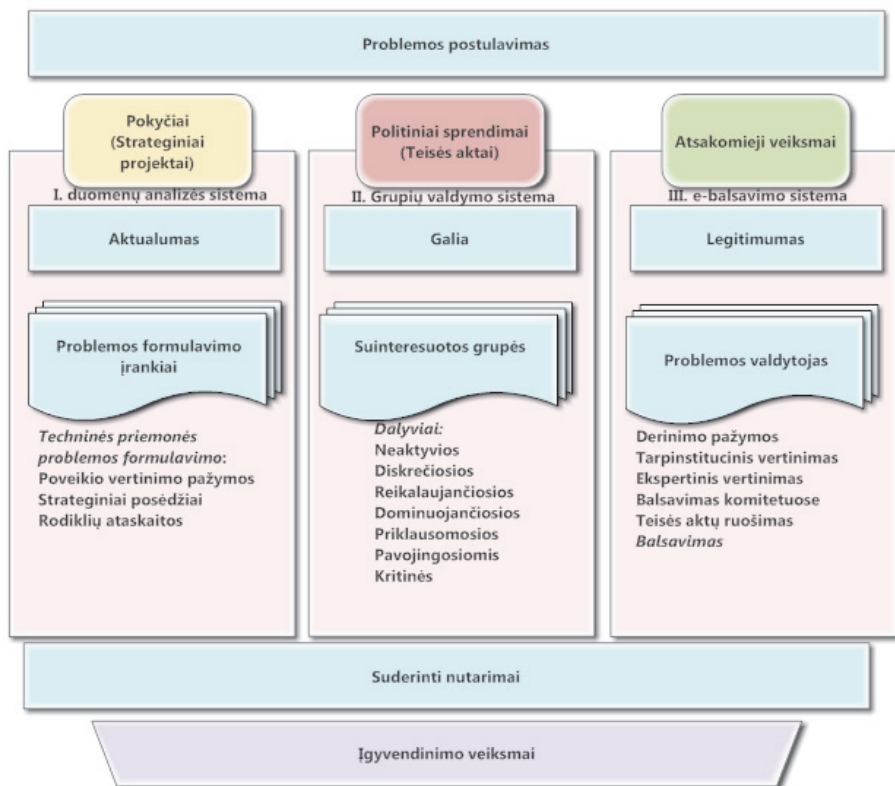 Problemos postulavimas
Pokyčiai
(Strateginiai
projektai)
I. duomenų analizės sistema
Aktualumas
Problemos formulavimo
įrankiai
Techninės priemonės
problemos formulavimo:
Poveikio vertinimo pažymos
Strateginiai posėdžiai
Rodiklių ataskaitos
Politiniai sprendimai
(Teisės aktai)
II. Grupių valdymo sistema
Galia
Suinteresuotos grupės
Dalyviai:
Neaktyvios
Diskrečiosios
Reikalaujančiosios
Dominuojančiosios
Priklausomosios
Pavojingosiomis
Kritinės
Atsakomieji veiksmai
III. e-balsavimo sistema
Legitimumas
Problemos valdytojas
Derinimo pažymos
Tarpinstitucinis vertinimas
Ekspertinis vertinimas
Balsavimas komitetuose
Teisės aktų ruošimas
Balsavimas
Suderinti nutarimai
Įgyvendinimo veiksmai